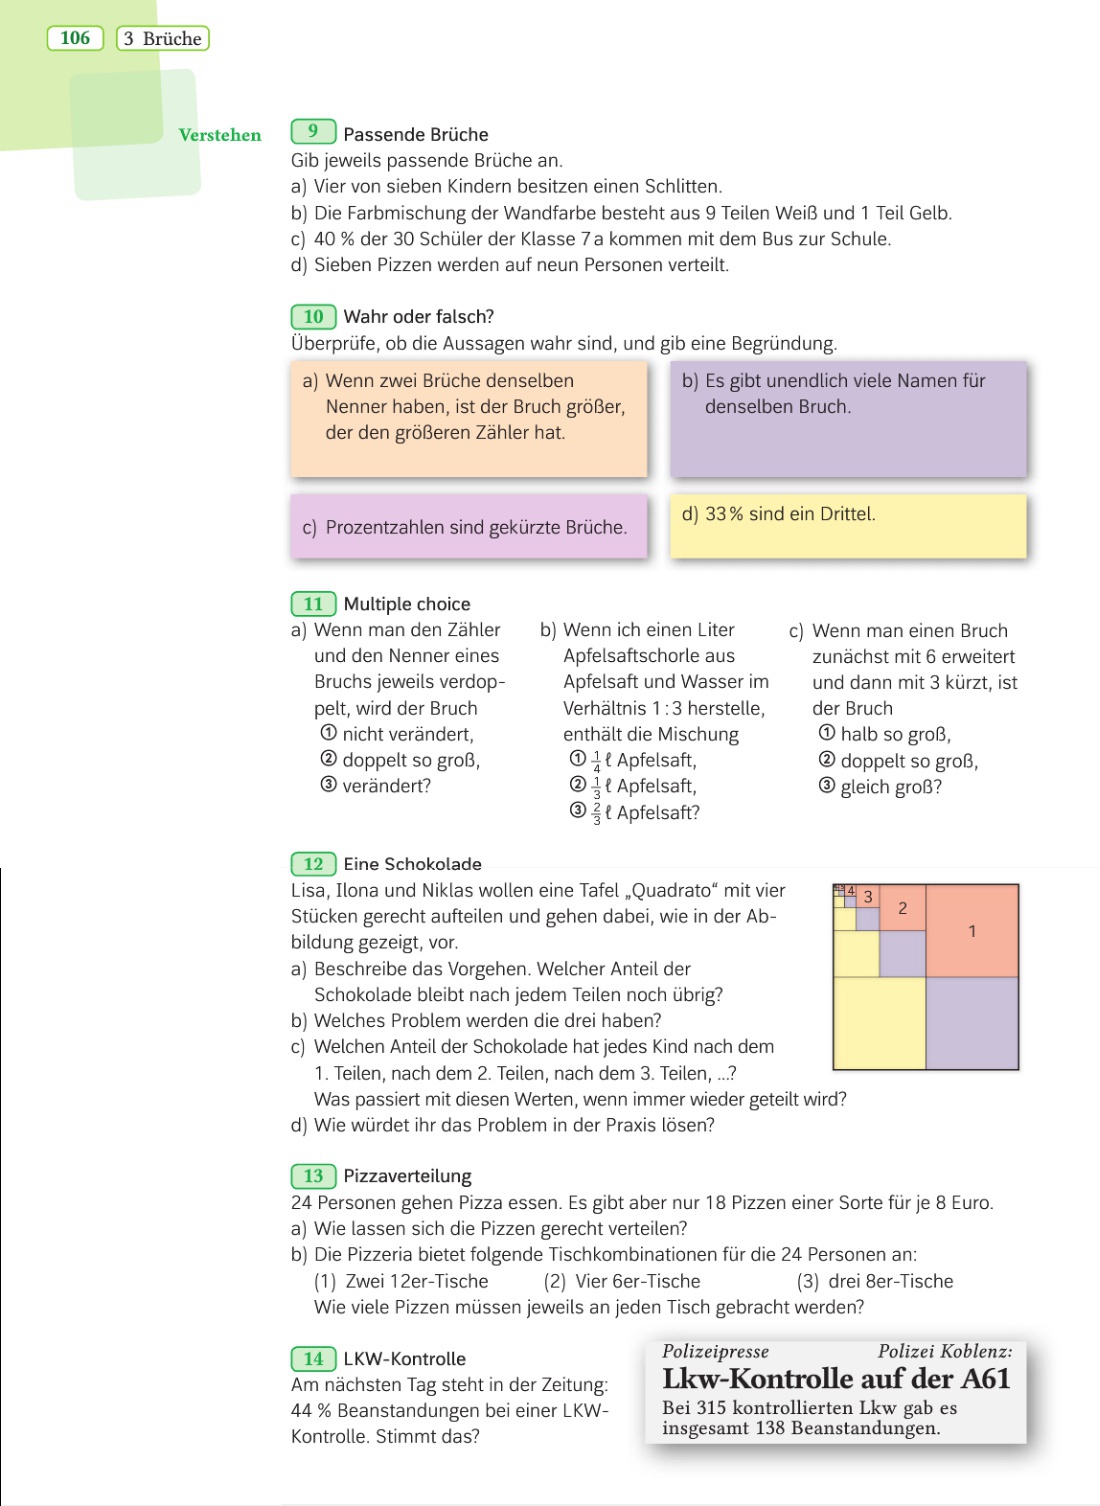 106 3 Brüche
Verstehen
9 Passende Brüche
Gib jeweils passende Brüche an.
a) Vier von sieben Kindern besitzen einen Schlitten.
b) Die Farbmischung der Wandfarbe besteht aus 9 Teilen Weiß und 1 Teil Gelb.
c) 40 % der 30 Schüler der Klasse 7 a kommen mit dem Bus zur Schule.
d) Sieben Pizzen werden auf neun Personen verteilt.
10 Wahr oder falsch?
Überprüfe, ob die Aussagen wahr sind, und gib eine Begründung.
a) Wenn zwei Brüche denselben
Nenner haben, ist der Bruch größer,
der den größeren Zähler hat.
b) Es gibt unendlich viele Namen für
denselben Bruch.
c) Prozentzahlen sind gekürzte Brüche.
d) 33 % sind ein Drittel.
11 Multiple choice
a) Wenn man den Zähler
und den Nenner eines
Bruchs jeweils verdop-
pelt, wird der Bruch
① nicht verändert,
② doppelt so groß,
③ verändert?
b) Wenn ich einen Liter
Apfelsaftschorle aus
Apfelsaft und Wasser im
Verhältnis 1 : 3 herstelle,
enthält die Mischung
① 1/4 ℓ Apfelsaft,
② 1/3 ℓ Apfelsaft,
③ 2/3 ℓ Apfelsaft?
c) Wenn man einen Bruch
zunächst mit 6 erweitert
und dann mit 3 kürzt, ist
der Bruch
① halb so groß,
② doppelt so groß,
③ gleich groß?
12 Eine Schokolade
Lisa, Ilona und Niklas wollen eine Tafel „Quadrato“ mit vier
Stücken gerecht aufteilen und gehen dabei, wie in der Ab-
bildung gezeigt, vor.
a) Beschreibe das Vorgehen. Welcher Anteil der
Schokolade bleibt nach jedem Teilen noch übrig?
b) Welches Problem werden die drei haben?
c) Welchen Anteil der Schokolade hat jedes Kind nach dem
1. Teilen, nach dem 2. Teilen, nach dem 3. Teilen, ...?
Was passiert mit diesen Werten, wenn immer wieder geteilt wird?
d) Wie würdet ihr das Problem in der Praxis lösen?
4 3 2 1
13 Pizzaverteilung
24 Personen gehen Pizza essen. Es gibt aber nur 18 Pizzen einer Sorte für je 8 Euro.
a) Wie lassen sich die Pizzen gerecht verteilen?
b) Die Pizzeria bietet folgende Tischkombinationen für die 24 Personen an:
(1) Zwei 12er-Tische (2) Vier 6er-Tische (3) drei 8er-Tische
Wie viele Pizzen müssen jeweils an jeden Tisch gebracht werden?
14 LKW-Kontrolle
Am nächsten Tag steht in der Zeitung:
44 % Beanstandungen bei einer LKW-
Kontrolle. Stimmt das?
Polizeipresse Polizei Koblenz:
Lkw-Kontrolle auf der A61
Bei 315 kontrollierten Lkw gab es
insgesamt 138 Beanstandungen.